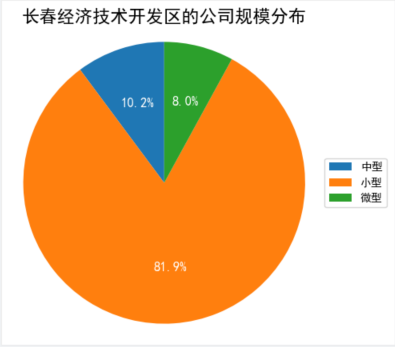 长春经济技术开发区的公司规模分布
10.2%
8.0%
中型
小型
微型
81.9%